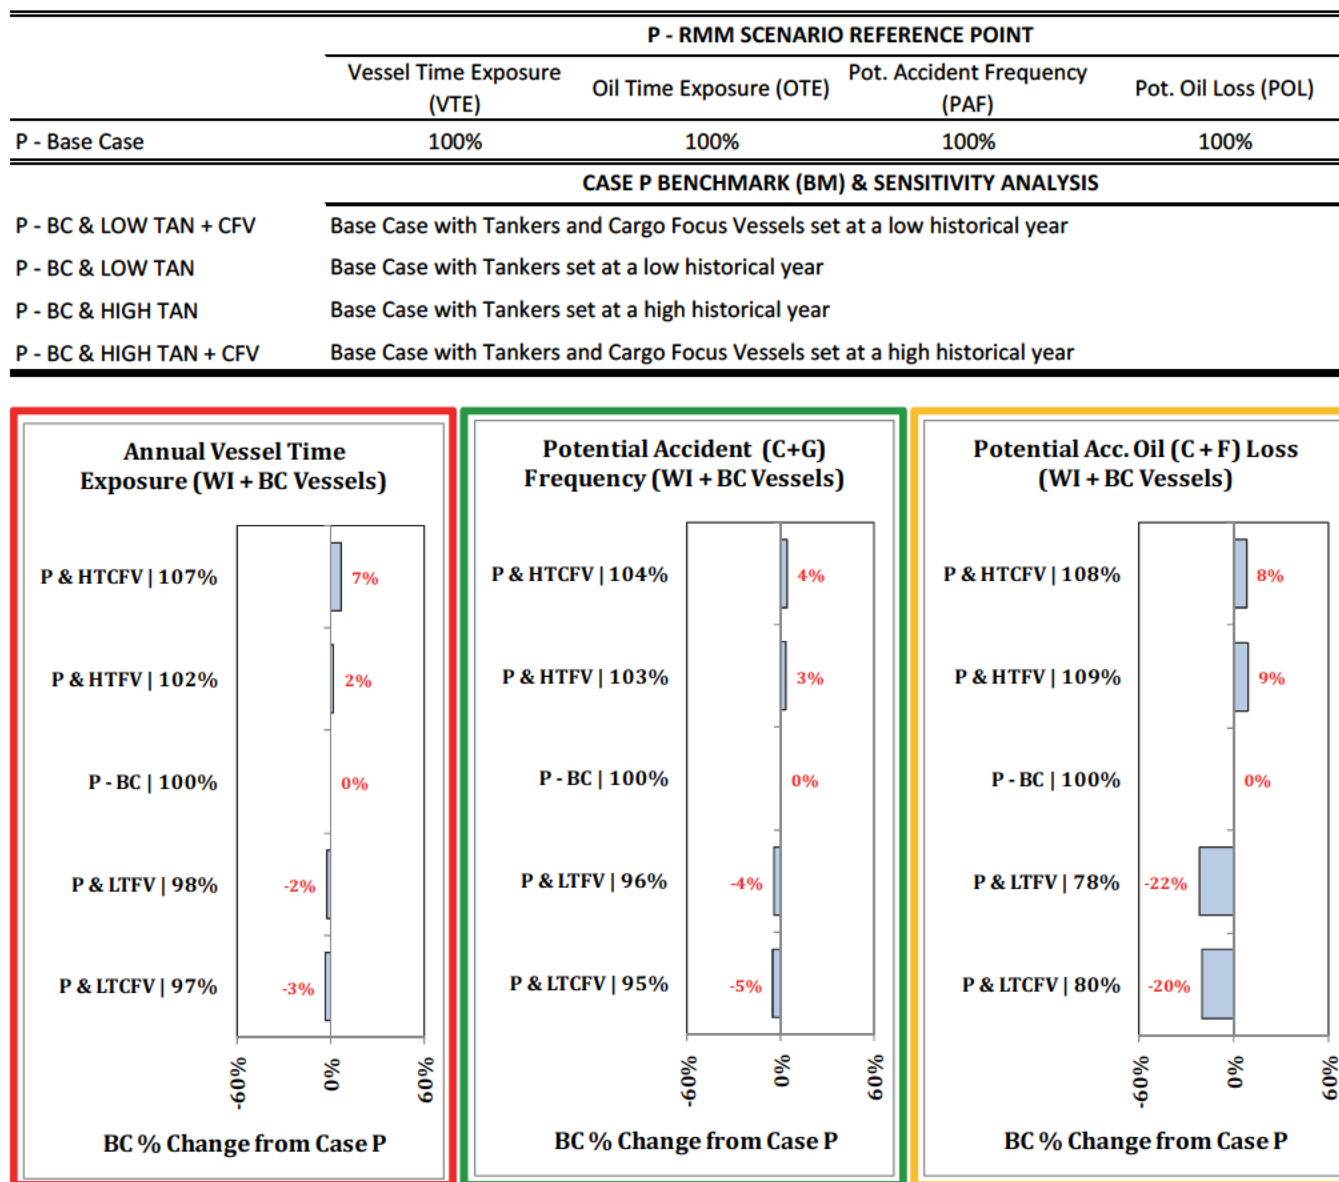 P - RMM SCENARIO REFERENCE POINT
Vessel Time Exposure (VTE) Oil Time Exposure (OTE) Pot. Accident Frequency (PAF) Pot. Oil Loss (POL)
P - Base Case 100% 100% 100% 100%
CASE P BENCHMARK (BM) & SENSITIVITY ANALYSIS
P - BC & LOW TAN + CFV Base Case with Tankers and Cargo Focus Vessels set at a low historical year
P - BC & LOW TAN Base Case with Tankers set at a low historical year
P - BC & HIGH TAN Base Case with Tankers set at a high historical year
P - BC & HIGH TAN + CFV Base Case with Tankers and Cargo Focus Vessels set at a high historical year
Annual Vessel Time
Exposure (WI + BC Vessels)
P & HTCFV | 107% 7%
P & HTFV | 102% 2%
P - BC | 100% 0%
P & LTFV | 98% -2%
P & LTCFV | 97% -3%
-60% 0% 60%
BC % Change from Case P
Potential Accident (C+G)
Frequency (WI + BC Vessels)
P & HTCFV | 104% 4%
P & HTFV | 103% 3%
P - BC | 100% 0%
P & LTFV | 96% -4%
P & LTCFV | 95% -5%
-60% 0% 60%
BC % Change from Case P
Potential Acc. Oil (C + F) Loss
(WI + BC Vessels)
P & HTCFV | 108% 8%
P & HTFV | 109% 9%
P - BC | 100% 0%
P & LTFV | 78% -22%
P & LTCFV | 80% -20%
-60% 0% 60%
BC % Change from Case P